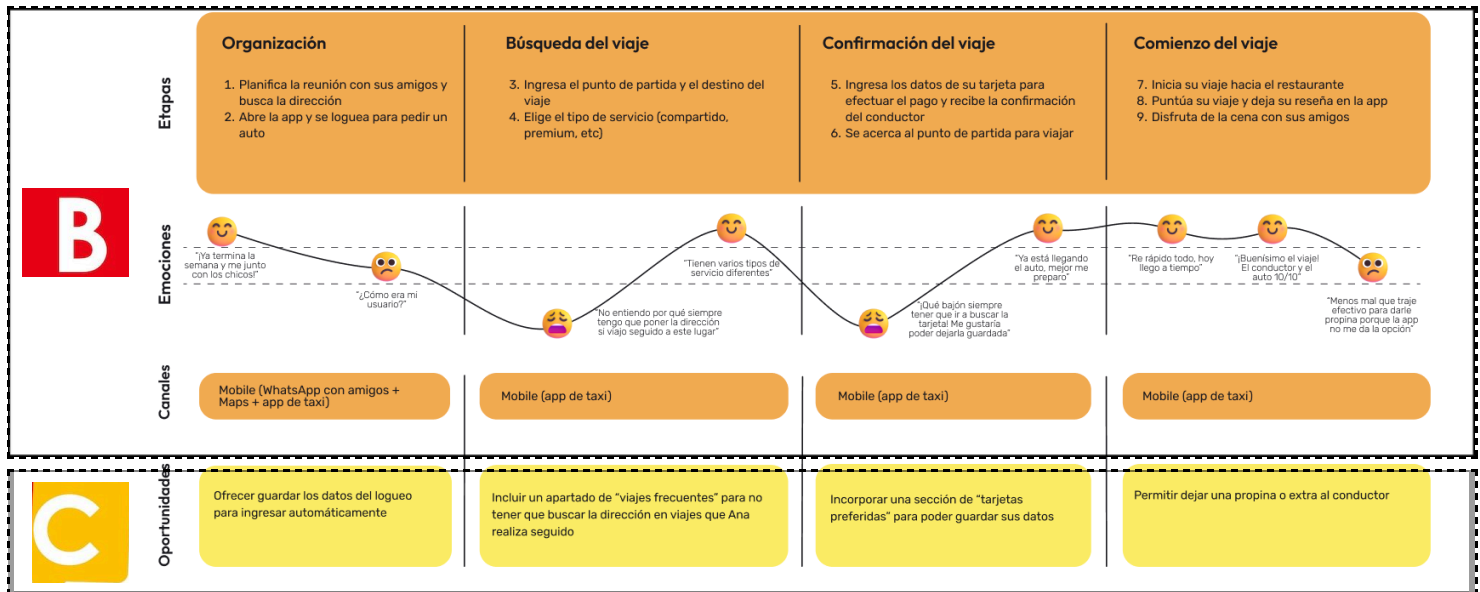 B
Etapas
Organización
1. Planifica la reunión con sus amigos y
busca la dirección
2. Abre la app y se loguea para pedir un
auto
Búsqueda del viaje
3. Ingresa el punto de partida y el destino del
viaje
4. Elige el tipo de servicio (compartido,
premium, etc)
Confirmación del viaje
5. Ingresa los datos de su tarjeta para
efectuar el pago y recibe la confirmación
del conductor
6. Se acerca al punto de partida para viajar
Comienzo del viaje
7. Inicia su viaje hacia el restaurante
8. Puntúa su viaje y deja su reseña en la app
9. Disfruta de la cena con sus amigos
Emociones
"¡Ya termina la
semana y me junto
con los chicos!"
"¿Cómo era mi
usuario?"
"No entiendo por qué siempre
tengo que poner la dirección
si viajo seguido a este lugar"
"Tienen varios tipos de
servicio diferentes"
"¡Qué bajón siempre
tener que ir a buscar la
tarjeta! Me gustaría
poder dejarla guardada"
"Ya está llegando
el auto, mejor me
preparo"
"Re rápido todo, hoy
llego a tiempo"
"¡Buenísimo el viaje!
El conductor y el
auto 10/10"
"Menos mal que traje
efectivo para darle
propina porque la app
no me da la opción"
Canales
Mobile (WhatsApp con amigos +
Maps + app de taxi)
Mobile (app de taxi)
Mobile (app de taxi)
Mobile (app de taxi)
C
Oportunidades
Ofrecer guardar los datos del logueo
para ingresar automáticamente
Incluir un apartado de "viajes frecuentes" para no
tener que buscar la dirección en viajes que Ana
realiza seguido
Incorporar una sección de "tarjetas
preferidas" para poder guardar sus datos
Permitir dejar una propina o extra al conductor